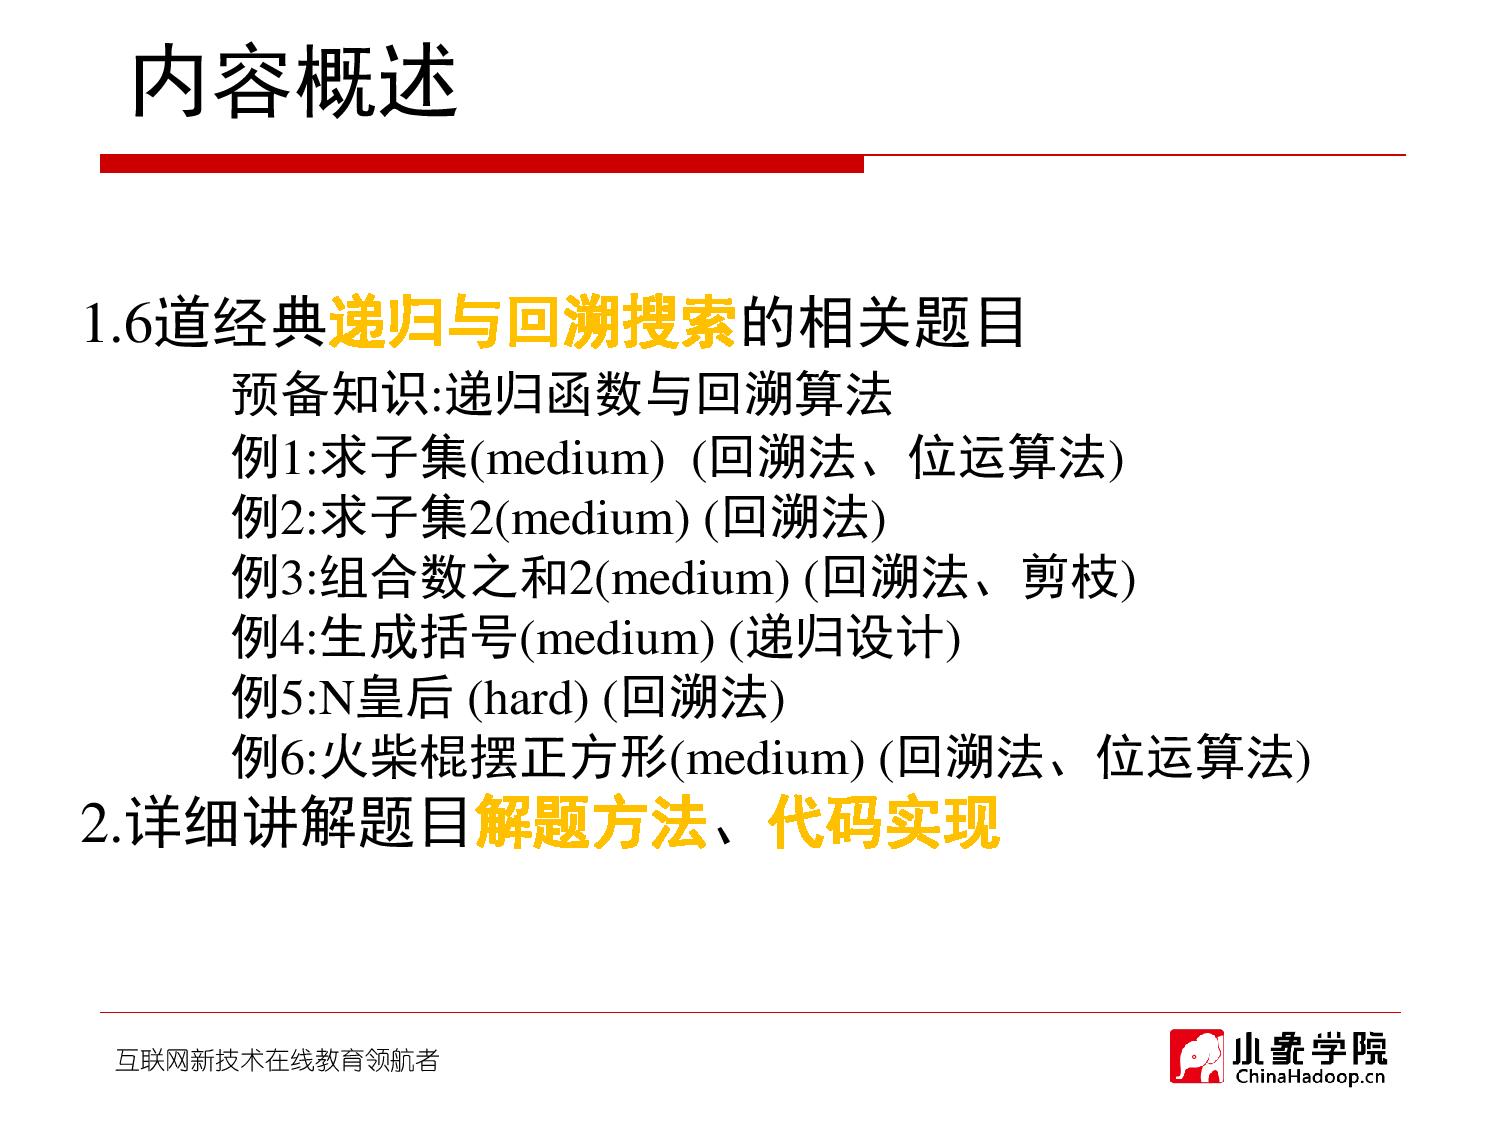 内容概述
1.6道经典递归与回溯搜索的相关题目
预备知识:递归函数与回溯算法
例1:求子集(medium) (回溯法、位运算法)
例2:求子集2(medium) (回溯法)
例3:组合数之和2(medium) (回溯法、剪枝)
例4:生成括号(medium) (递归设计)
例5:N皇后 (hard) (回溯法)
例6:火柴棍摆正方形(medium) (回溯法、位运算法)
2.详细讲解题目解题方法、代码实现
互联网新技术在线教育领航者
小象学院
ChinaHadoop.cn